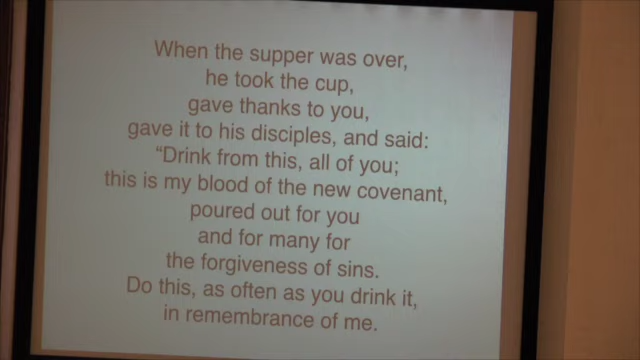 When the supper was over,
he took the cup,
gave thanks to you,
gave it to his disciples, and said:
“Drink from this, all of you;
this is my blood of the new covenant,
poured out for you
and for many for
the forgiveness of sins.
Do this, as often as you drink it,
in remembrance of me.